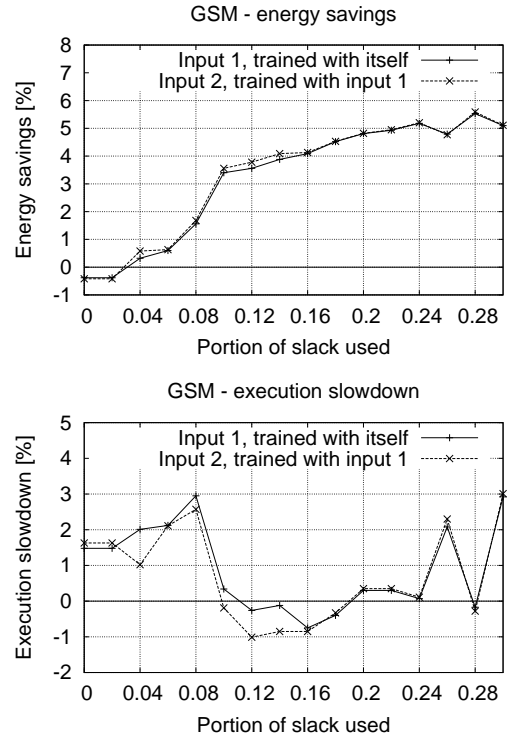 GSM - energy savings
Energy savings [%]
8
7
6
5
4
3
2
1
0
-1
Input 1, trained with itself
Input 2, trained with input 1
0 0.04 0.08 0.12 0.16 0.2 0.24 0.28
Portion of slack used
GSM - execution slowdown
Execution slowdown [%]
5
4
3
2
1
0
-1
-2
Input 1, trained with itself
Input 2, trained with input 1
0 0.04 0.08 0.12 0.16 0.2 0.24 0.28
Portion of slack used